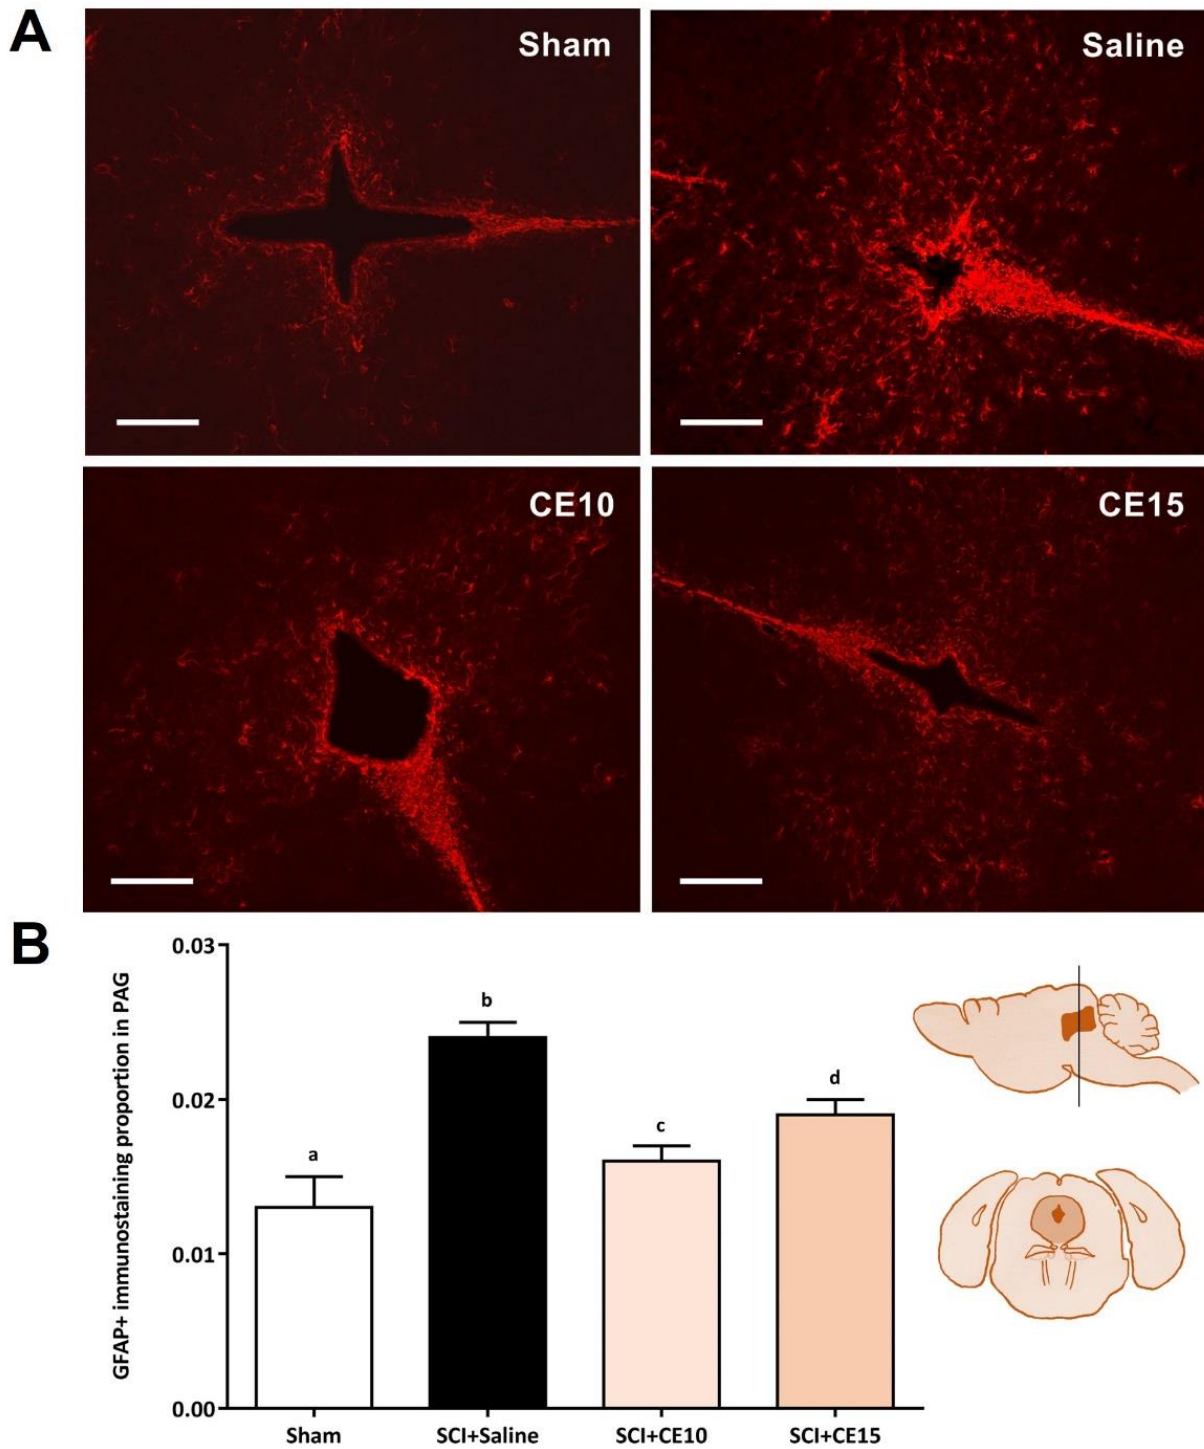 A
Sham
Saline
CE10
CE15
B
GFAP+ immunostaining proportion in PAG
0.03
0.02
0.01
0.00
a
b
c
d
Sham
SCI+Saline
SCI+CE10
SCI+CE15